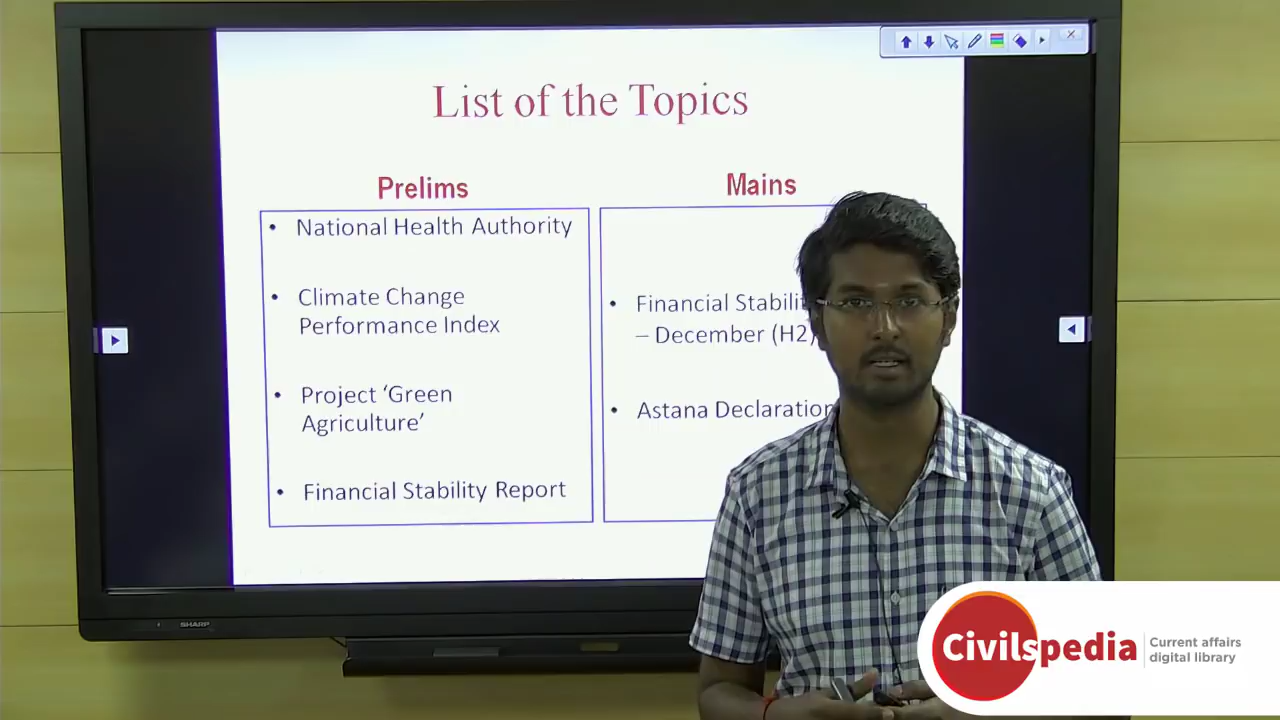 List of the Topics
Prelims
• National Health Authority
• Climate Change
Performance Index
• Project ‘Green
Agriculture’
• Financial Stability Report
Mains
• Financial
– December (H2)
• Astana Declaration
SHARP
Civilspedia
Current affairs
digital library